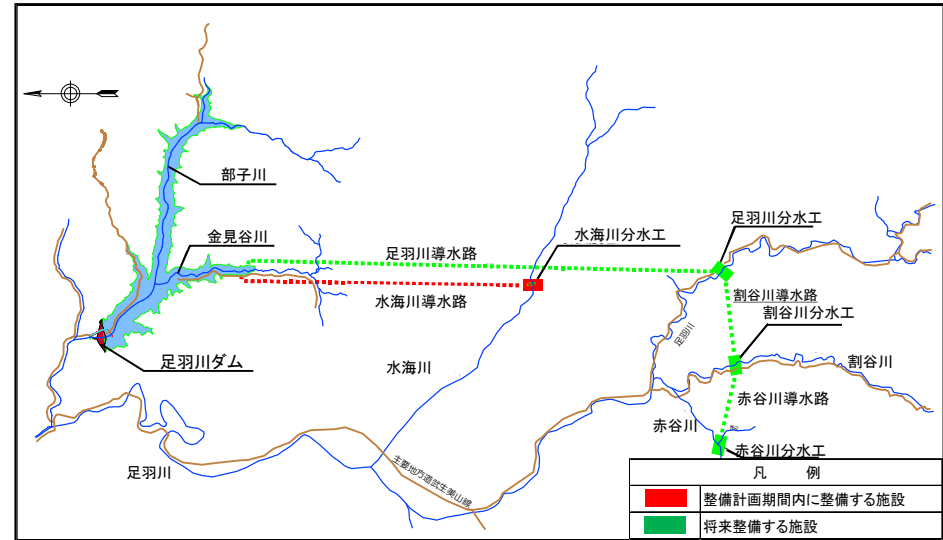 部子川
金見谷川
足羽川導水路
水海川分水工
足羽川分水工
水海川導水路
割谷川導水路
割谷川分水工
足羽川
足羽川ダム
水海川
割谷川
赤谷川導水路
赤谷川
赤谷川分水工
足羽川
主要地方道武生美山線
凡 例
整備計画期間内に整備する施設
将来整備する施設